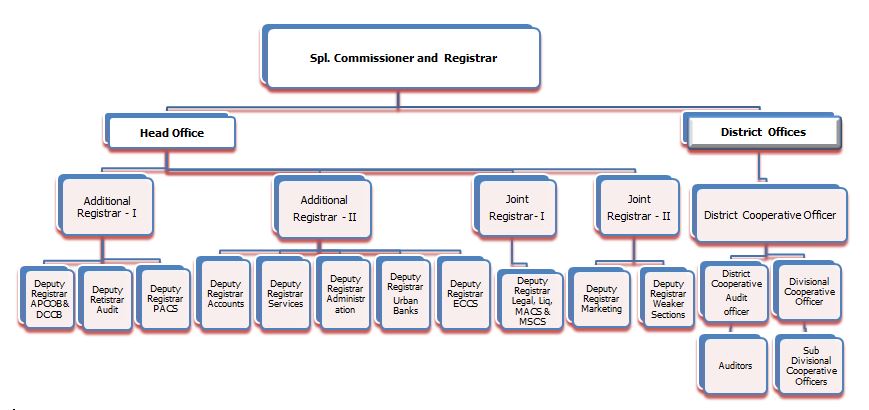 Spl. Commissioner and Registrar
Head Office
District Offices
Additional
Registrar - I
Additional
Registrar - II
Joint
Registrar- I
Joint
Registrar - II
District Cooperative Officer
Deputy
Registrar
APCOB&
DCCB
Deputy
Retistrar
Audit
Deputy
Registrar
PACS
Deputy
Registrar
Accounts
Deputy
Registrar
Services
Deputy
Registrar
Administr
ation
Deputy
Registrar
Urban
Banks
Deputy
Registrar
ECCS
Deputy
Registrar
Legal, Liq,
MACS &
MSCS
Deputy
Registrar
Marketing
Deputy
Registrar
Weaker
Sections
District
Cooperative
Audit
officer
Divisional
Cooperative
Officer
Auditors
Sub
Divisional
Cooperative
Officers